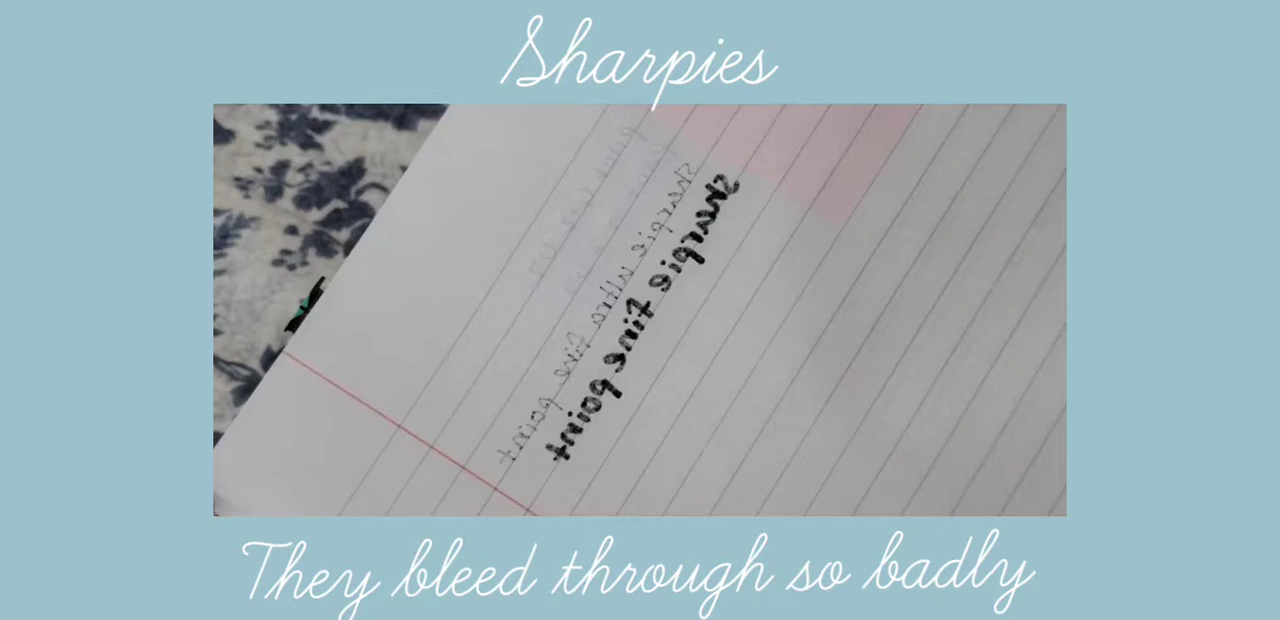 Sharpies
Sharpie ultra fine point
Sharpie fine point
They bleed through so badly